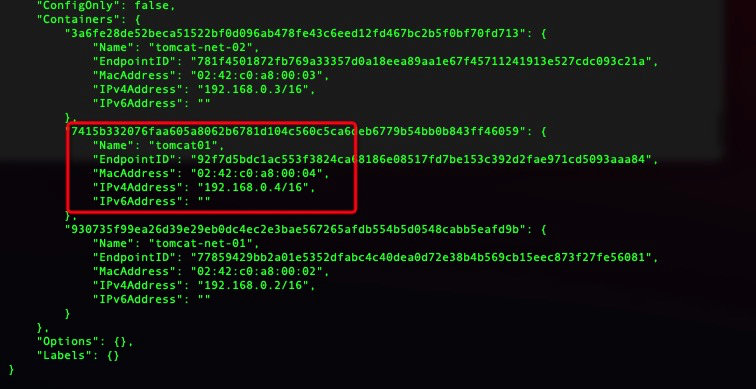 "ConfigOnly": false,
"Containers": {
"3a6fe28de52beca51522bf0d096ab478fe43c6eed12fd467bc2b5f0bf70fd713": {
"Name": "tomcat-net-02",
"EndpointID": "781f4501872fb769a33357d0a18eea89aa1e67f45711241913e527cdc093c21a",
"MacAddress": "02:42:c0:a8:00:03",
"IPv4Address": "192.168.0.3/16",
"IPv6Address": ""
},
"7415b332076faa605a8062b6781d104c560c5ca6deb6779b54bb0b843ff46059": {
"Name": "tomcat01",
"EndpointID": "92f7d5bdc1ac553f3824ca68186e08517fd7be153c392d2fae971cd5093aaa84",
"MacAddress": "02:42:c0:a8:00:04",
"IPv4Address": "192.168.0.4/16",
"IPv6Address": ""
},
"930735f99ea26d39e29eb0dc4ec2e3bae567265afdb554b5d0548cabb5eafd9b": {
"Name": "tomcat-net-01",
"EndpointID": "77859429bb2a01e5352dfabc4c40dea0d72e38b4b569cb15eec873f27fe56081",
"MacAddress": "02:42:c0:a8:00:02",
"IPv4Address": "192.168.0.2/16",
"IPv6Address": ""
}
},
"Options": {},
"Labels": {}
}